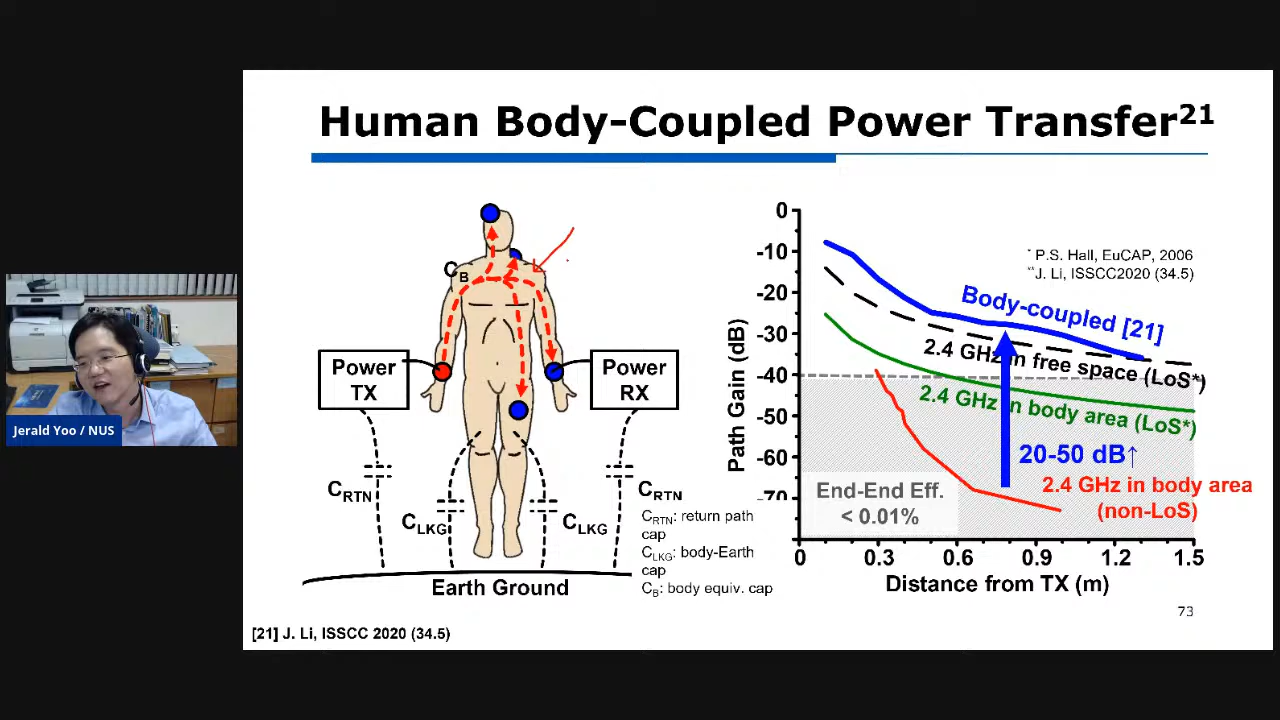 Human Body-Coupled Power Transfer21
C
B
Power
TX
Power
RX
CRTN
CLKG
CLKG
CRTN
CRTN: return path
cap
CLKG: body-Earth
cap
CB: body equiv. cap
Earth Ground
[21] J. Li, ISSCC 2020 (34.5)
Path Gain (dB)
0
-10
-20
-30
-40
-50
-60
-70
* P.S. Hall, EuCAP, 2006
**J. Li, ISSCC2020 (34.5)
Body-coupled [21]
2.4 GHz in free space (LoS*)
2.4 GHz in body area (LoS*)
20-50 dB↑
2.4 GHz in body area
(non-LoS)
End-End Eff.
< 0.01%
0 0.3 0.6 0.9 1.2 1.5
Distance from TX (m)
73
Jerald Yoo / NUS